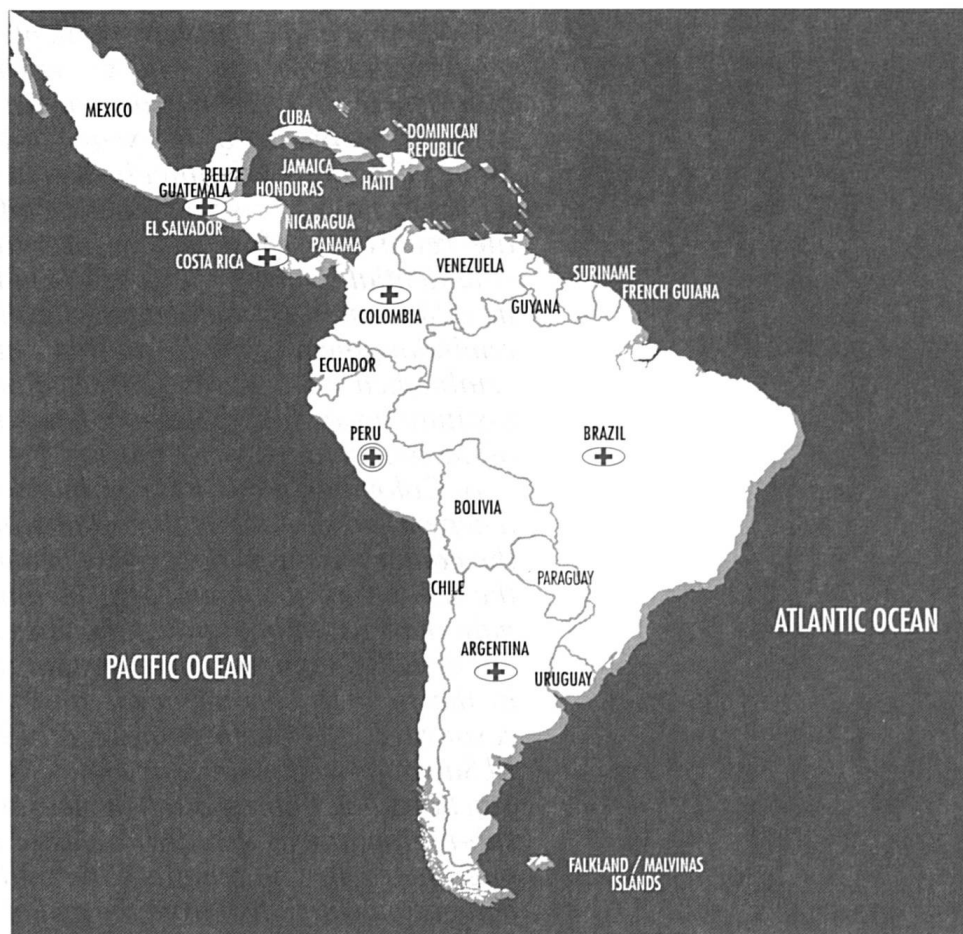 MEXICO
CUBA
DOMINICAN
REPUBLIC
JAMAICA
HAITI
BELIZE
GUATEMALA
HONDURAS
EL SALVADOR
NICARAGUA
COSTA RICA
PANAMA
VENEZUELA
SURINAME
GUYANA
FRENCH GUIANA
COLOMBIA
ECUADOR
PERU
BRAZIL
BOLIVIA
CHILE
PARAGUAY
ATLANTIC OCEAN
ARGENTINA
PACIFIC OCEAN
URUGUAY
FALKLAND / MALVINAS
ISLANDS